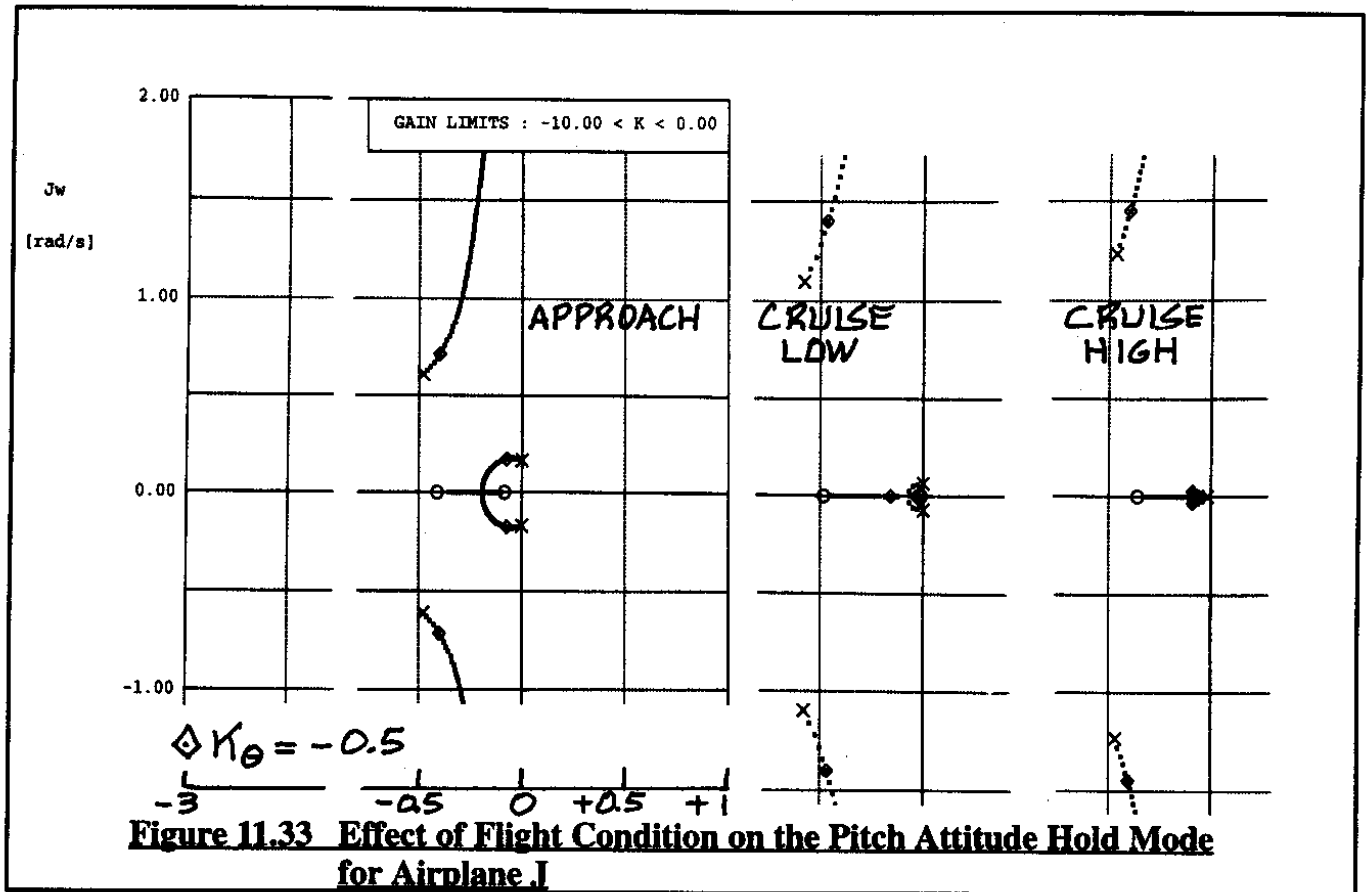 2.00
GAIN LIMITS : -10.00 < K < 0.00
Jw
[rad/s]
1.00
APPROACH
CRUISE
LOW
CRUISE
HIGH
0.00
-1.00
Kθ = -0.5
-3 -0.5 0 +0.5 +1
Figure 11.33 Effect of Flight Condition on the Pitch Attitude Hold Mode
for Airplane J